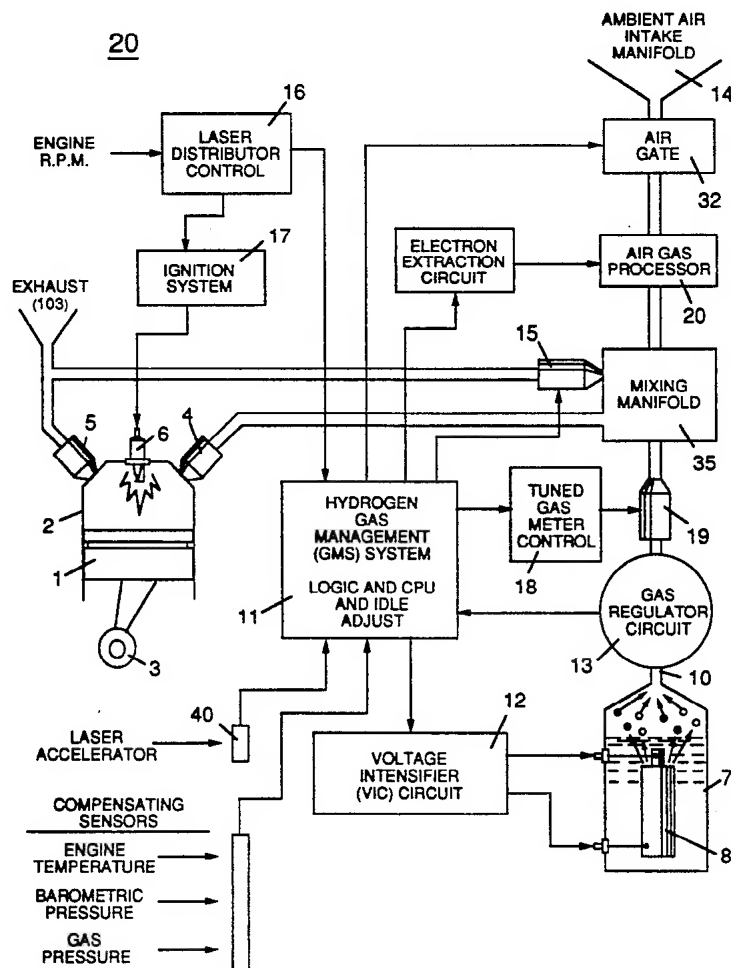 20
AMBIENT AIR
INTAKE
MANIFOLD
14
16
ENGINE
R.P.M.
LASER
DISTRIBUTOR
CONTROL
AIR
GATE
32
17
IGNITION
SYSTEM
ELECTRON
EXTRACTION
CIRCUIT
AIR GAS
PROCESSOR
20
EXHAUST
(103)
15
MIXING
MANIFOLD
35
5
6
4
2
1
3
HYDROGEN
GAS
MANAGEMENT
(GMS) SYSTEM
LOGIC AND CPU
AND IDLE
ADJUST
11
TUNED
GAS
METER
CONTROL
18
19
GAS
REGULATOR
CIRCUIT
13
10
40
LASER
ACCELERATOR
12
VOLTAGE
INTENSIFIER
(VIC) CIRCUIT
7
8
COMPENSATING
SENSORS
ENGINE
TEMPERATURE
BAROMETRIC
PRESSURE
GAS
PRESSURE